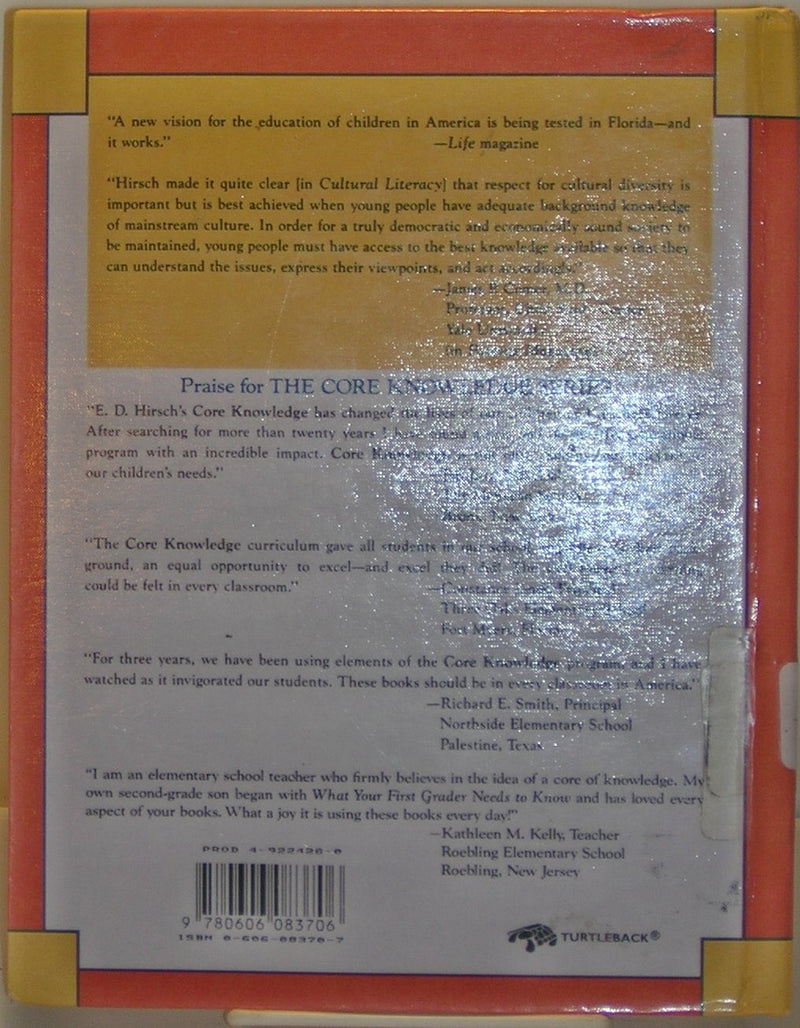 "A new vision for the education of children in America is being tested in Florida—and
it works."
—Life magazine
"Hirsch made it quite clear [in Cultural Literacy] that respect for cultural diversity is
important but is best achieved when young people have adequate background knowledge
of mainstream culture. In order for a truly democratic and economically sound society to
be maintained, young people must have access to the best knowledge available so that they
can understand the issues, express their viewpoints, and act accordingly."
—James P. Comer, M.D.
Professor, Child Study Center
Yale University
Praise for THE CORE KNOWLEDGE SERIES
"E. D. Hirsch's Core Knowledge has changed the lives of
After searching for more than twenty years I have
program with an incredible impact. Core Knowledge
our children's needs."
"The Core Knowledge curriculum gave all students in our school,
ground, an equal opportunity to excel—and excel they did! The
could be felt in every classroom."
Fort Myers, Florida
"For three years, we have been using elements of the Core Knowledge program, and I have
watched as it invigorated our students. These books should be in every classroom in America."
—Richard E. Smith, Principal
Northside Elementary School
Palestine, Texas
"I am an elementary school teacher who firmly believes in the idea of a core of knowledge. My
own second-grade son began with What Your First Grader Needs to Know and has loved every
aspect of your books. What a joy it is using these books every day!"
—Kathleen M. Kelly, Teacher
Roebling Elementary School
Roebling, New Jersey
PROD
9 780606 083706
ISBN 0-606-08370-7
TURTLEBACK®